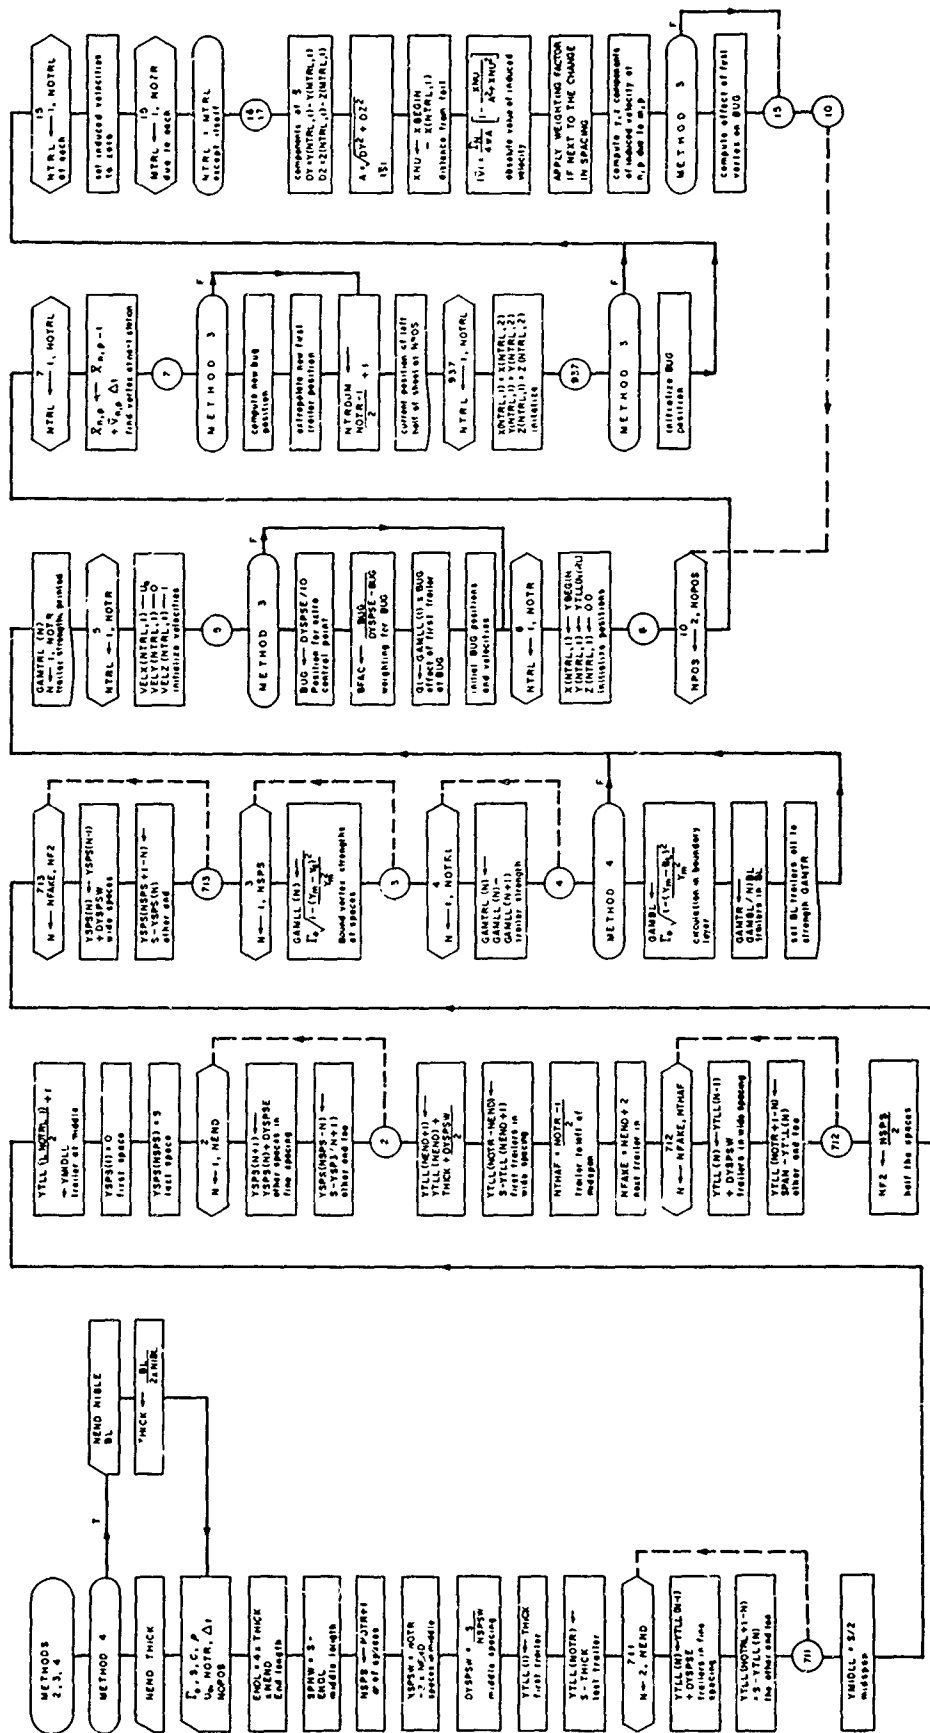 METHODS
2, 3, 4
METHOD 4
T
NEND NIBLE
BL
THICK ← BL
2xNIBL
NEND THICK
Γo, S, C, P
U∞, NOTR, Δt
NOPOS
ENDL = 4 x THICK
x NEND
End length
SPNW = S -
ENDL
middle length
NSPS ← NOTR+1
# of spaces
NSPSW = NOTR
spaces middle
DYSPSW = S
NSPSW
middle spacing
YTLL (1) ← THICK
first trailer
YTLL (NOTR) ←
S - THICK
last trailer
711
N ← 2, NEND
YTLL(N) ← YTLL(N-1)
+ DYSPSE
trailers in fine
spacing
YTLL(NOTRL+1-N)
= S - YTLL (N)
the other end too
711
YMIDLL = S/2
midspan
YTLL (NOTRL) + 1
2
← YMIDLL
trailer at middle
YSPS(1) = 0
first space
YSPS(NSPS) = S
last space
2
N ← 1, NEND
YSPS(N+1) ←
YSPS(N) + DYSPSE
other spaces in
fine spacing
YSPS(NSPS-N) ←
S - YSPS(N+1)
other end too
2
YTLL(NEND+1) ←
YTLL (NEND) +
THICK + DYSPSW
2
YTLL(NOTR-NEND) ←
S - YTLL (NEND+1)
first trailers in
wide spacing
NTHAF = NOTR - 1
2
trailer to left of
midspan
NFAKE = NEND + 2
next trailer in
712
N ← NFAKE, NTHAF
YTLL (N) ← YTLL(N-1)
+ DYSPSW
trailers in wide spacing
YTLL (NOTR+1-N) ←
SPAN - YTLL (N)
other end too
712
NF2 ← NSPS
2
half the spaces
713
N ← NFAKE, NF2
YSPS(N) ← YSPS(N-1)
+ DYSPSW
wide spaces
YSPS(NSPS+1-N) ←
S - YSPS(N)
other end
713
3
N ← 1, NSPS
GAMLL (N) ←
Bound vortex strengths
at spaces
3
4
N ← 1, NOTRL
GAMTRL (N) ←
GAMLL (N) -
GAMLL (N+1)
trailer strength
4
METHOD 4
F
GAMBL ←
circulation in boundary
layer
GAMTR ←
GAMBL / NIBL
trailers in BL
set BL trailers all to
strength GAMTR
GAMTRL (N)
N ← 1, NOTR
trailer strength, printed
5
NTRL ← 1, NOTR
VELX(NTRL,1) ← U∞
VELY(NTRL,1) ← 0
VELZ(NTRL,1) ← 1
initialize velocities
5
METHOD 3
F
BUG ← DYSPSE/10
Position for extra
control point
BFAC ← BUG
DYSPSE-BUG
weighting for BUG
G1 ← GAMLL (1) x BUG
effect of first trailer
at BUG
initial BUG positions
and velocities
6
NTRL ← 1, NOTR
X(NTRL,1) ← XBEGIN
Y(NTRL,1) ← YTLL(NTRL)
Z(NTRL,1) ← 0.0
initialize positions
6
10
NPOS ← 2, NOPOS
7
NTRL ← 1, NOTRL
X̄n,p ← X̄n,p-1
+ V̄n,p Δt
find vortex at next station
7
METHOD 3
F
compute new bug
position
extrapolate new first
trailer position
NTRDUM ←
NOTR-1 + 1
2
current position of left
half of sheet at NPOS
937
NTRL ← 1, NOTRL
X(NTRL,1) = X(NTRL,2)
Y(NTRL,1) = Y(NTRL,2)
Z(NTRL,1) = Z(NTRL,2)
initialize
937
METHOD 3
F
initialize BUG
position
15
NTRL ← 1, NOTRL
of each
set induced velocities
to zero
15
MTRL ← 1, NOTR
due to each
NTRL = MTRL
except itself
16
17
components of S
DY=Y(NTRL,1)-Y(MTRL,1)
DZ=Z(NTRL,1)-Z(MTRL,1)
A=√DY² + DZ²
|S|
XNU ← XBEGIN
- X(NTRL,1)
distance from foil
absolute value of induced
velocity
APPLY WEIGHTING FACTOR
IF NEXT TO THE CHANGE
IN SPACING
compute y, z components
of induced velocity of
n, p due to m, p
METHOD 3
F
compute effect of first
vortex on BUG
15
10